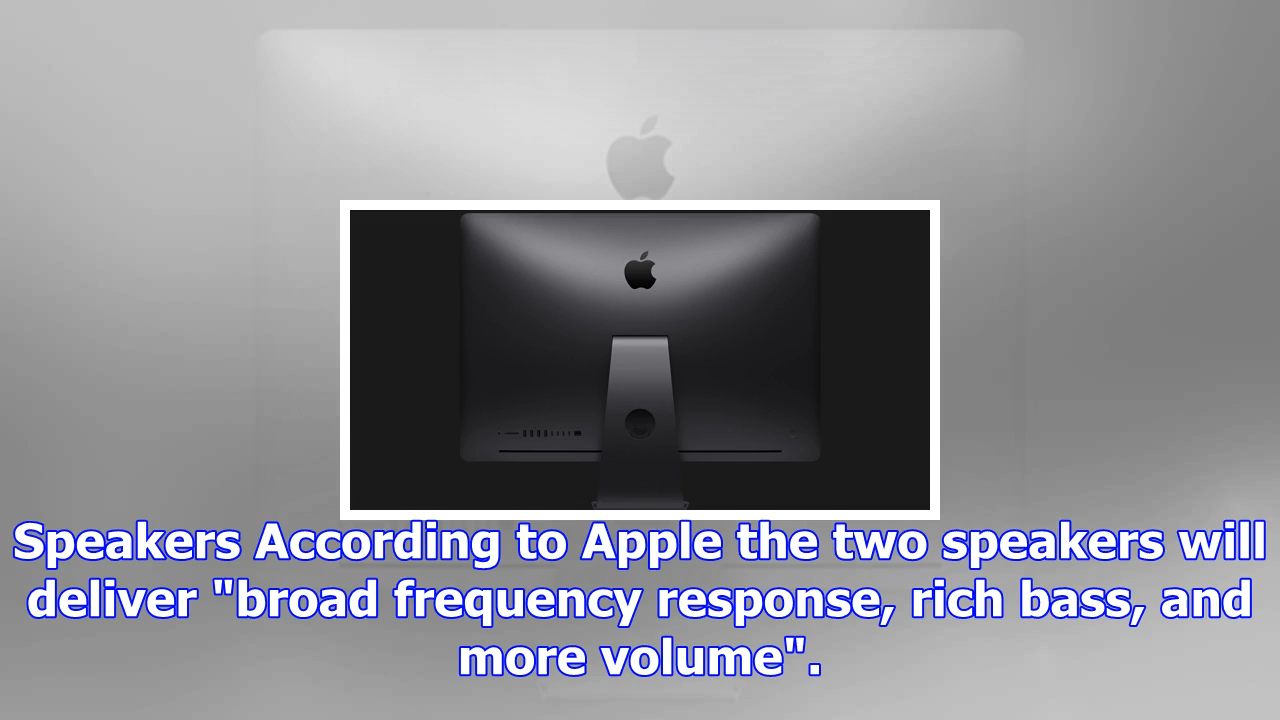 Speakers According to Apple the two speakers will
deliver "broad frequency response, rich bass, and
more volume".